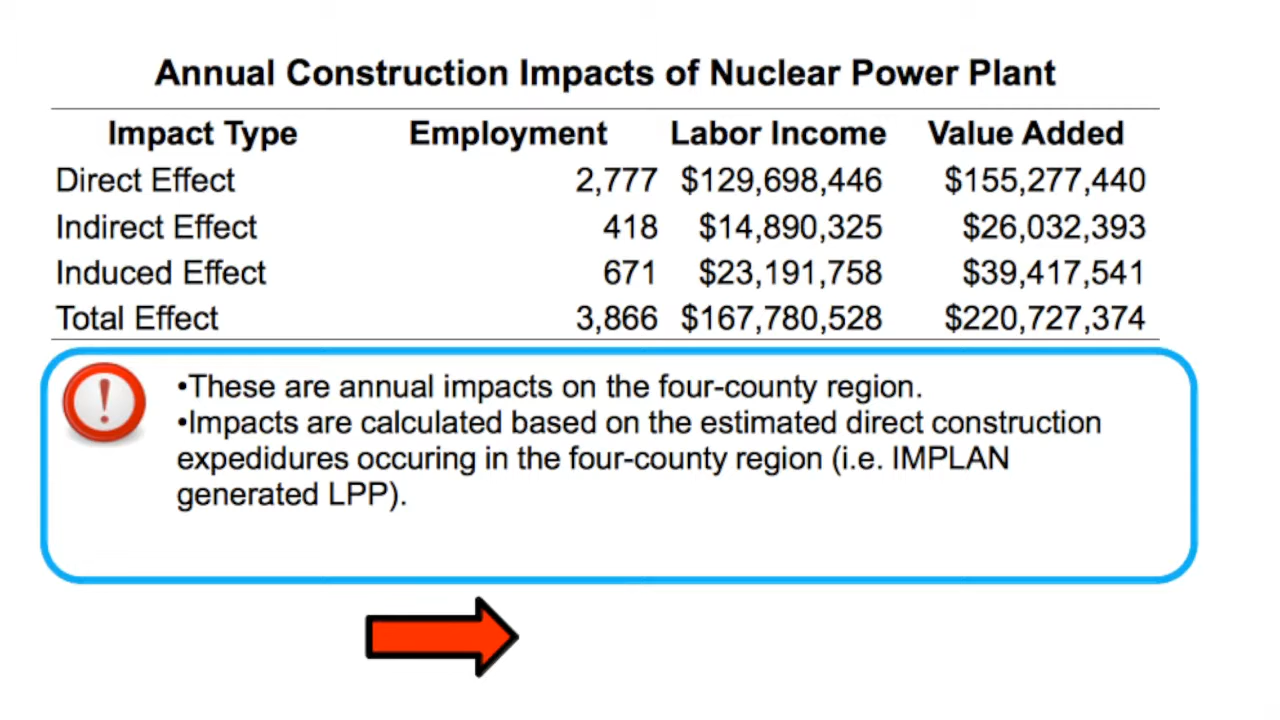 Annual Construction Impacts of Nuclear Power Plant
Impact Type Employment Labor Income Value Added
Direct Effect 2,777 $129,698,446 $155,277,440
Indirect Effect 418 $14,890,325 $26,032,393
Induced Effect 671 $23,191,758 $39,417,541
Total Effect 3,866 $167,780,528 $220,727,374
•These are annual impacts on the four-county region.
•Impacts are calculated based on the estimated direct construction
expedidures occuring in the four-county region (i.e. IMPLAN
generated LPP).